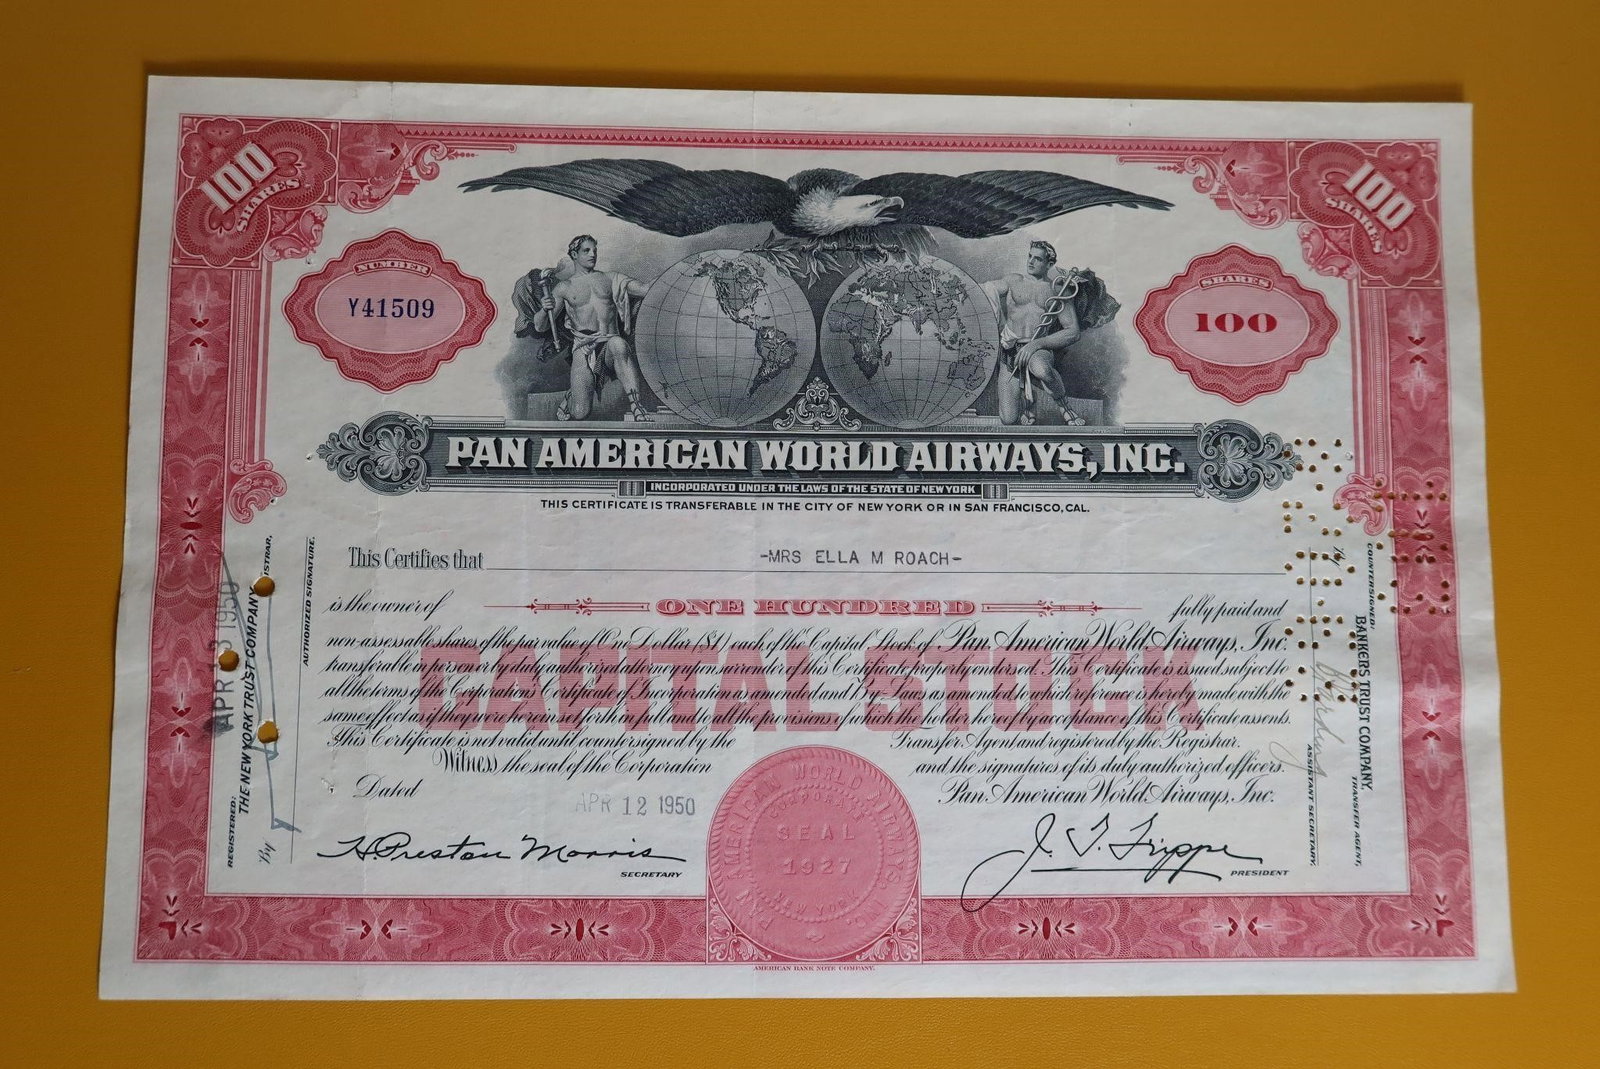 100
SHARES
100
SHARES
NUMBER
Y41509
SHARES
100
PAN AMERICAN WORLD AIRWAYS, INC.
INCORPORATED UNDER THE LAWS OF THE STATE OF NEW YORK
THIS CERTIFICATE IS TRANSFERABLE IN THE CITY OF NEW YORK OR IN SAN FRANCISCO, CAL.
This Certifies that -MRS ELLA M ROACH-
is the owner of ONE HUNDRED fully paid and
non-assessable shares of the par value of One Dollar ($1) each of the Capital Stock of Pan American World Airways, Inc.
transferable in person or by duly authorized attorney upon surrender of this Certificate properly endorsed. This Certificate is issued subject to
all the terms of the Corporation's Certificate of Incorporation as amended and By-Laws as amended, to which reference is hereby made with the
same effect as if they were herein set forth in full and to all the provisions of which the holder hereof by acceptance of this Certificate assents.
This Certificate is not valid until countersigned by the Transfer Agent and registered by the Registrar.
Witness the seal of the Corporation and the signatures of its duly authorized officers.
CAPITAL STOCK
Dated APR 12 1950 Pan American World Airways, Inc.
H. Preston Morris
SECRETARY
J. T. Trippe
PRESIDENT
PAN AMERICAN WORLD AIRWAYS, INC.
CORPORATE
SEAL
1927
NEW YORK
AMERICAN BANK NOTE COMPANY.
APR 13 1950
REGISTERED:
THE NEW YORK TRUST COMPANY
ISTRAR,
By
AUTHORIZED SIGNATURE.
COUNTERSIGNED:
BANKERS TRUST COMPANY,
TRANSFER AGENT,
By
ASSISTANT SECRETARY.